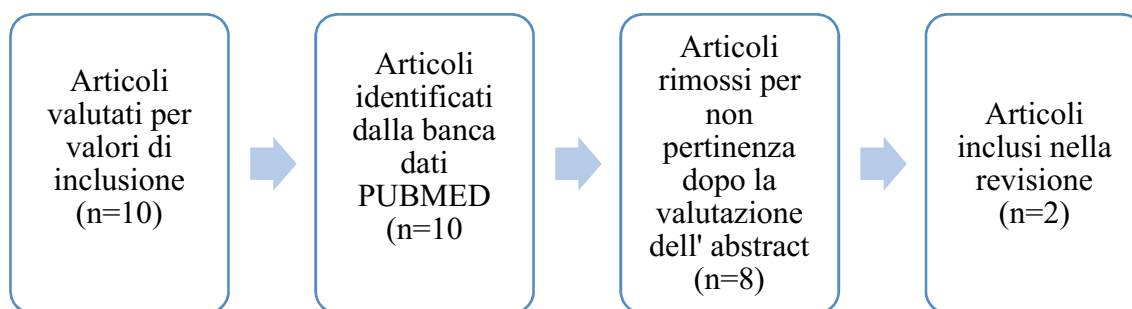 Articoli
valutati per
valori di
inclusione
(n=10)
Articoli
identificati
dalla banca
dati
PUBMED
(n=10
Articoli
rimossi per
non
pertinenza
dopo la
valutazione
dell' abstract
(n=8)
Articoli
inclusi nella
revisione
(n=2)